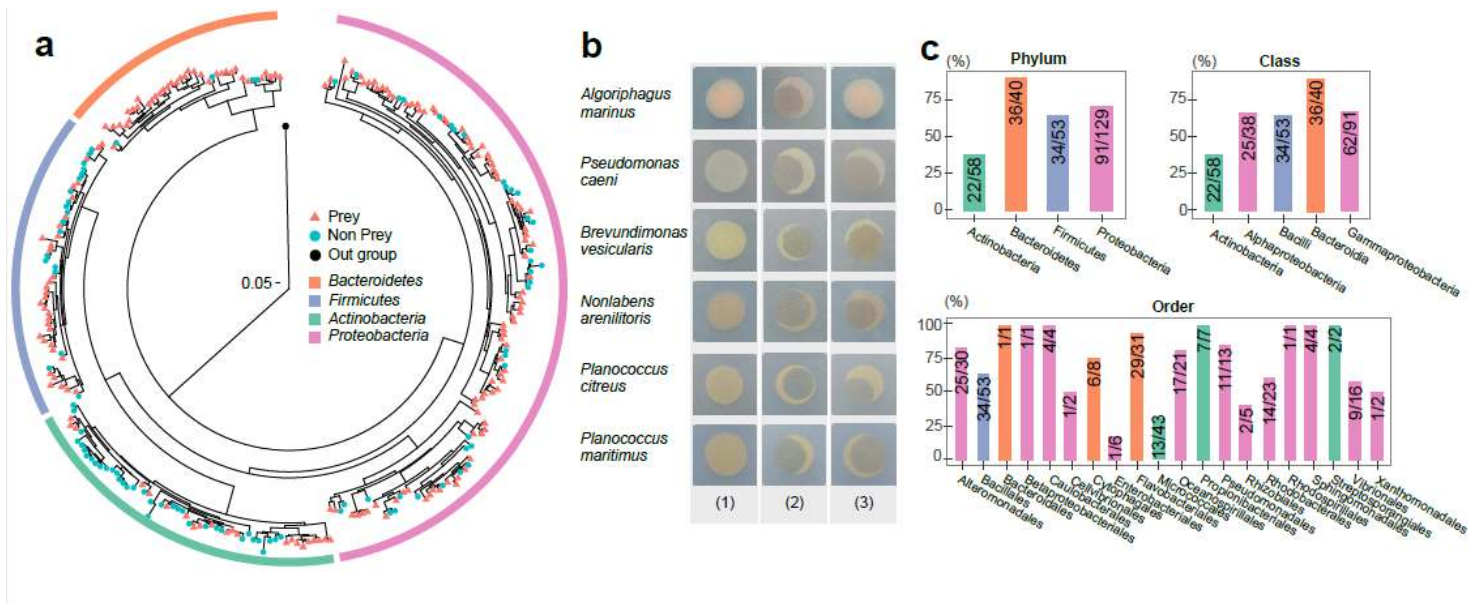 a
Prey
Non Prey
Out group
Bacteroidetes
Firmicutes
Actinobacteria
Proteobacteria
0.05
b
Algoriphagus
marinus
Pseudomonas
caeni
Brevundimonas
vesicularis
Nonlabens
arenilitoris
Planococcus
citreus
Planococcus
maritimus
(1) (2) (3)
c
Phylum
(%)
75
50
25
0
22/58 36/40 34/53 91/129
Actinobacteria
Bacteroidetes
Firmicutes
Proteobacteria
Class
(%)
75
50
25
0
22/58 25/38 34/53 36/40 62/91
Actinobacteria
Alphaproteobacteria
Bacilli
Bacteroidia
Gammaproteobacteria
Order
(%)
100
75
50
25
0
25/30 34/53 1/1 1/1 4/4 1/2 6/8 1/6 29/31 13/43 17/21 7/7 11/13 2/5 14/23 1/1 4/4 2/2 9/16 1/2
Alteromonadales
Bacillales
Bacteroidales
Betaproteobacteriales
Caulobacterales
Cellvibrionales
Cytophagales
Enterobacteriales
Flavobacteriales
Micrococcales
Oceanospirillales
Propionibacteriales
Pseudomonadales
Rhizobiales
Rhodobacterales
Rhodospirillales
Sphingomonadales
Streptosporangiales
Vibrionales
Xanthomonadales